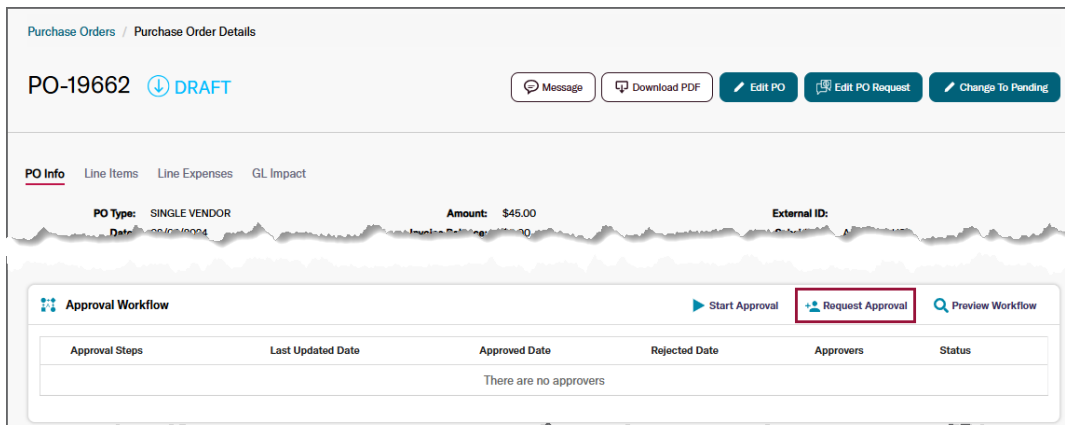 Purchase Orders / Purchase Order Details
PO-19662 DRAFT Message Download PDF Edit PO Edit PO Request Change To Pending
PO Info Line Items Line Expenses GL Impact
PO Type: SINGLE VENDOR Amount: $45.00 External ID:
Approval Workflow Start Approval Request Approval Preview Workflow
Approval Steps Last Updated Date Approved Date Rejected Date Approvers Status
There are no approvers